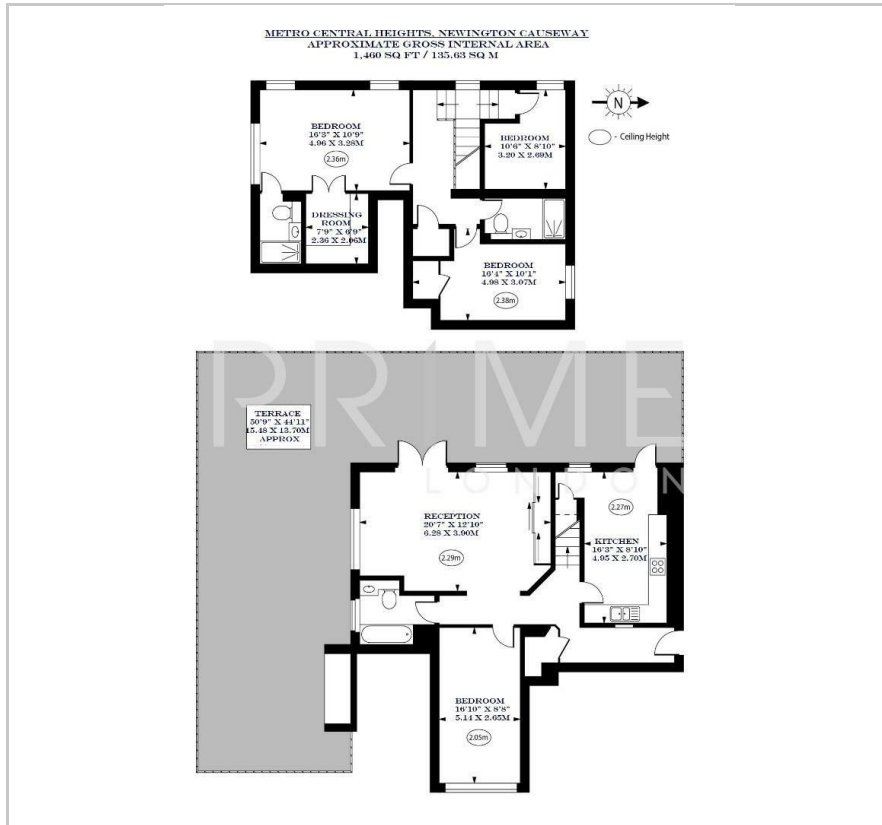 METRO CENTRAL HEIGHTS, NEWINGTON CAUSEWAY
APPROXIMATE GROSS INTERNAL AREA
1,460 SQ FT / 135.63 SQ M
N
- Ceiling Height
BEDROOM
16'3" X 10'9"
4.96 X 3.28M
2.36m
BEDROOM
10'6" X 8'10"
3.20 X 2.69M
DRESSING
ROOM
7'9" X 6'9"
2.36 X 2.06M
BEDROOM
16'4" X 10'1"
4.98 X 3.07M
2.38m
PRIME
LONDON
TERRACE
50'9" X 44'11"
15.48 X 13.70M
APPROX
RECEPTION
20'7" X 12'10"
6.28 X 3.90M
2.29m
2.27m
KITCHEN
16'3" X 8'10"
4.95 X 2.70M
BEDROOM
16'10" X 8'8"
5.14 X 2.65M
2.05m